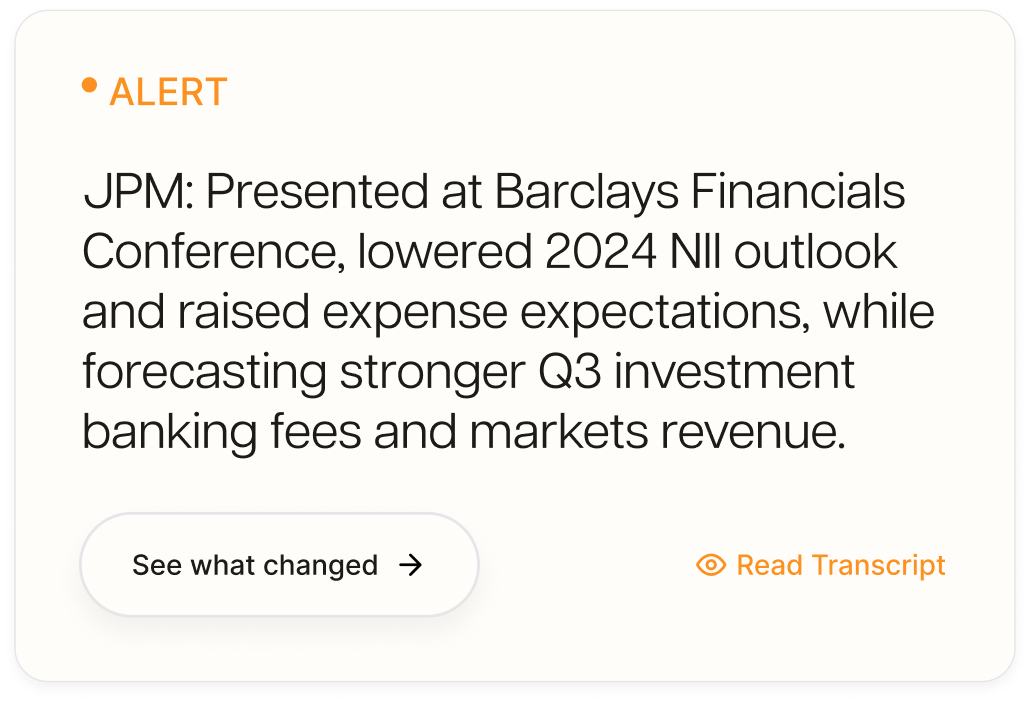 ALERT
JPM: Presented at Barclays Financials
Conference, lowered 2024 NII outlook
and raised expense expectations, while
forecasting stronger Q3 investment
banking fees and markets revenue.
See what changed →
Read Transcript